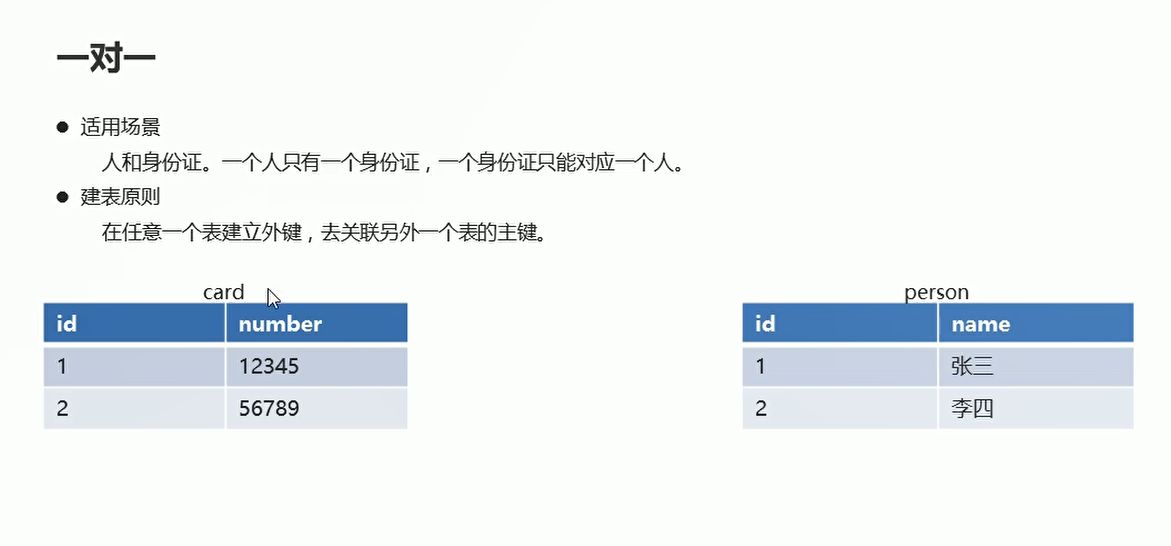 一对一
● 适用场景
人和身份证。一个人只有一个身份证，一个身份证只能对应一个人。
● 建表原则
在任意一个表建立外键，去关联另外一个表的主键。
card
id number
1 12345
2 56789
person
id name
1 张三
2 李四